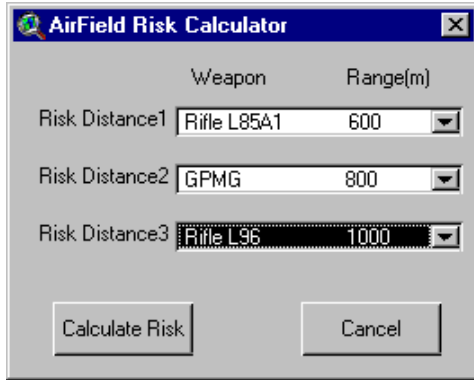 AirField Risk Calculator
Weapon Range(m)
Risk Distance1 Rifle L85A1 600
Risk Distance2 GPMG 800
Risk Distance3 Rifle L96 1000
Calculate Risk Cancel